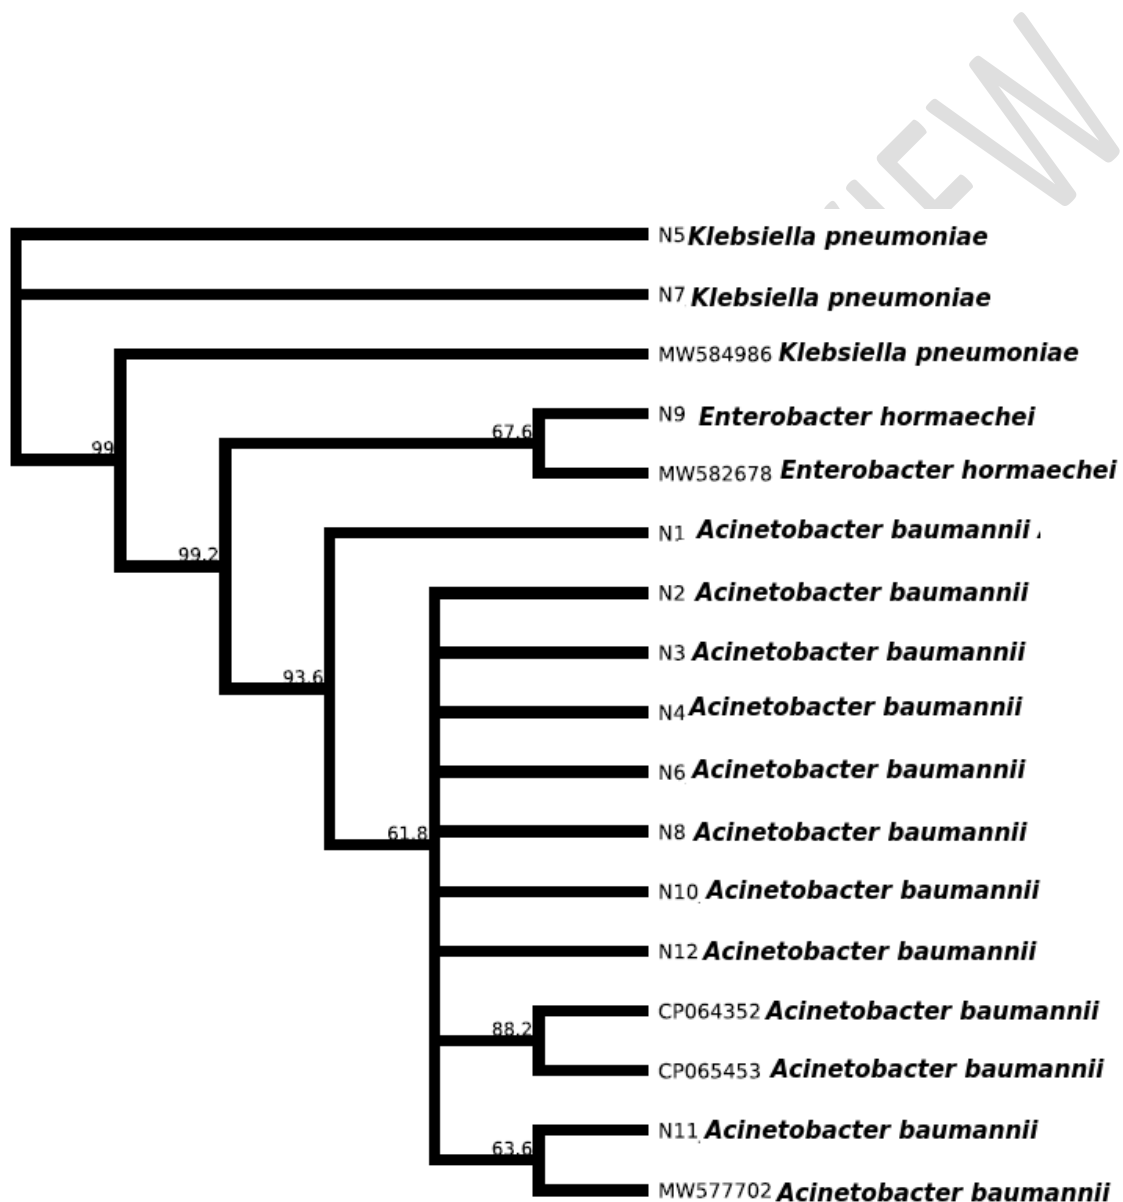 N5 Klebsiella pneumoniae
N7 Klebsiella pneumoniae
MW584986 Klebsiella pneumoniae
N9 Enterobacter hormaechei
67.6
99
MW582678 Enterobacter hormaechei
N1 Acinetobacter baumannii
99.2
N2 Acinetobacter baumannii
N3 Acinetobacter baumannii
93.6
N4 Acinetobacter baumannii
N6 Acinetobacter baumannii
61.8
N8 Acinetobacter baumannii
N10 Acinetobacter baumannii
N12 Acinetobacter baumannii
CP064352 Acinetobacter baumannii
88.2
CP065453 Acinetobacter baumannii
N11 Acinetobacter baumannii
63.6
MW577702 Acinetobacter baumannii